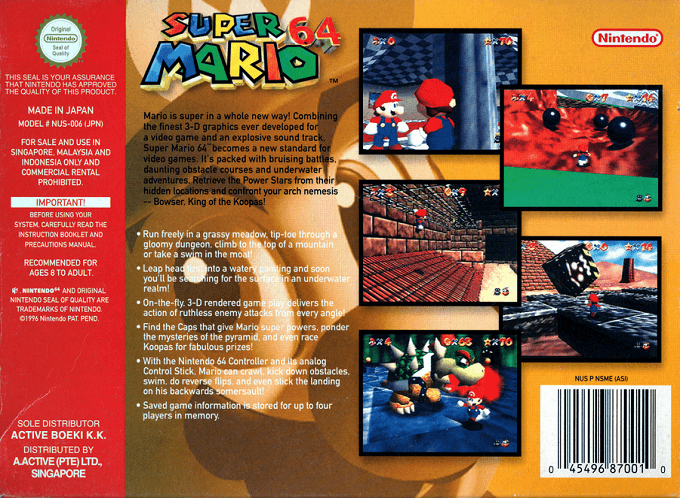 Original
Nintendo
Seal of
Quality
THIS SEAL IS YOUR ASSURANCE
THAT NINTENDO HAS APPROVED
THE QUALITY OF THIS PRODUCT.
MADE IN JAPAN
MODEL # NUS-006 (JPN)
FOR SALE AND USE IN
SINGAPORE, MALAYSIA AND
INDONESIA ONLY AND
COMMERCIAL RENTAL
PROHIBITED.
IMPORTANT!
BEFORE USING YOUR
SYSTEM, CAREFULLY READ THE
INSTRUCTION BOOKLET AND
PRECAUTIONS MANUAL.
RECOMMENDED FOR
AGES 8 TO ADULT.
, NINTENDO64 AND ORIGINAL
NINTENDO SEAL OF QUALITY ARE
TRADEMARKS OF NINTENDO.
©1996 Nintendo PAT. PEND.
SOLE DISTRIBUTOR
ACTIVE BOEKI K.K.
DISTRIBUTED BY
A.ACTIVE (PTE) LTD.,
SINGAPORE
SUPER
MARIO 64
TM
Mario is super in a whole new way! Combining
the finest 3-D graphics ever developed for
a video game and an explosive sound track,
Super Mario 64™ becomes a new standard for
video games. It's packed with bruising battles,
daunting obstacle courses and underwater
adventures. Retrieve the Power Stars from their
hidden locations and confront your arch nemesis
-- Bowser, King of the Koopas!
• Run freely in a grassy meadow, tip-toe through a
gloomy dungeon, climb to the top of a mountain
or take a swim in the moat!
• Leap head first into a watery painting and soon
you'll be searching for the surface in an underwater
realm!
• On-the-fly, 3-D rendered game play delivers the
action of ruthless enemy attacks from every angle!
• Find the Caps that give Mario super powers, ponder
the mysteries of the pyramid, and even race
Koopas for fabulous prizes!
• With the Nintendo 64 Controller and its analog
Control Stick, Mario can crawl, kick down obstacles,
swim, do reverse flips, and even stick the landing
on his backwards somersault!
• Saved game information is stored for up to four
players in memory.
Nintendo®
NUS P NSME (ASI)
0 45496 87001 0